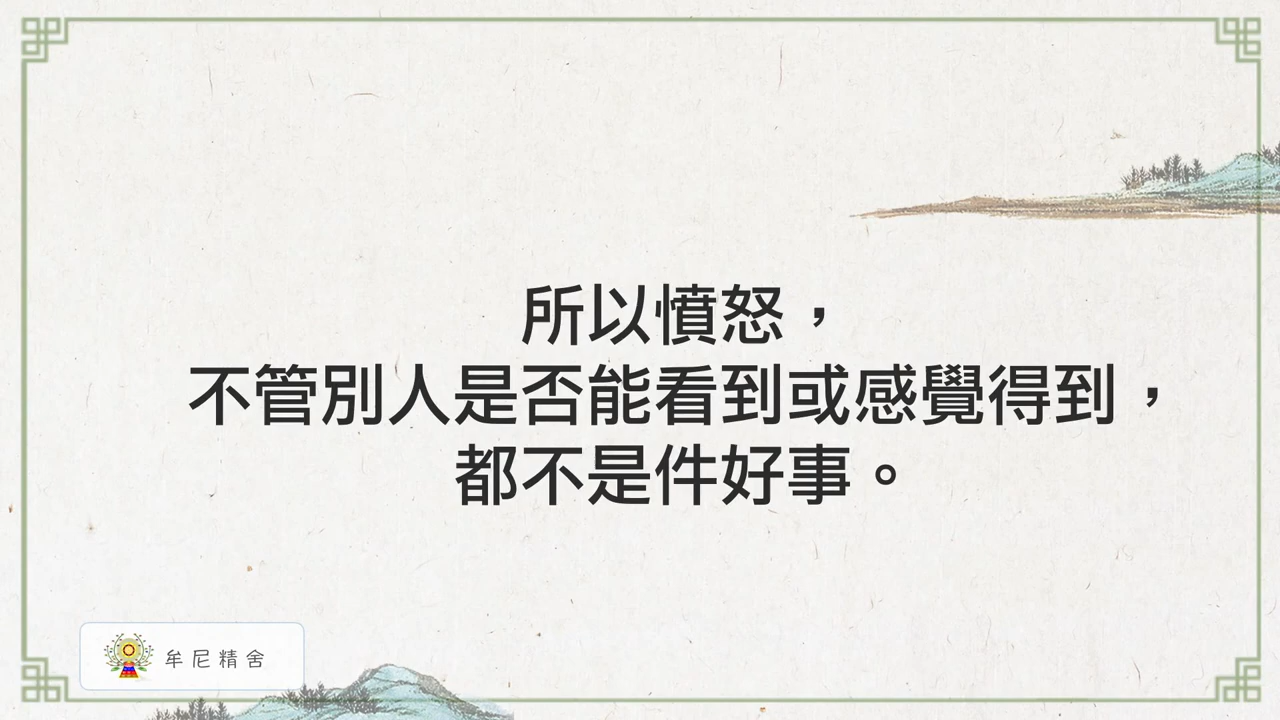 所以憤怒，
不管別人是否能看到或感覺得到，
都不是件好事。
牟尼精舍